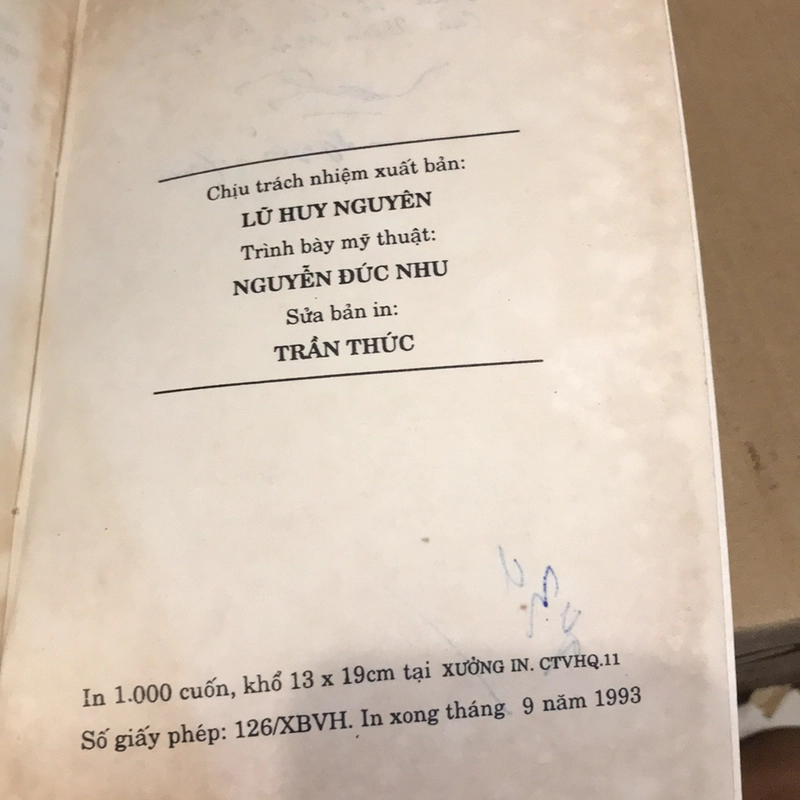 Chịu trách nhiệm xuất bản:
LỮ HUY NGUYÊN
Trình bày mỹ thuật:
NGUYỄN ĐỨC NHU
Sửa bản in:
TRẦN THỨC
In 1.000 cuốn, khổ 13 x 19cm tại XƯỞNG IN. CTVHQ.11
Số giấy phép: 126/XBVH. In xong tháng 9 năm 1993